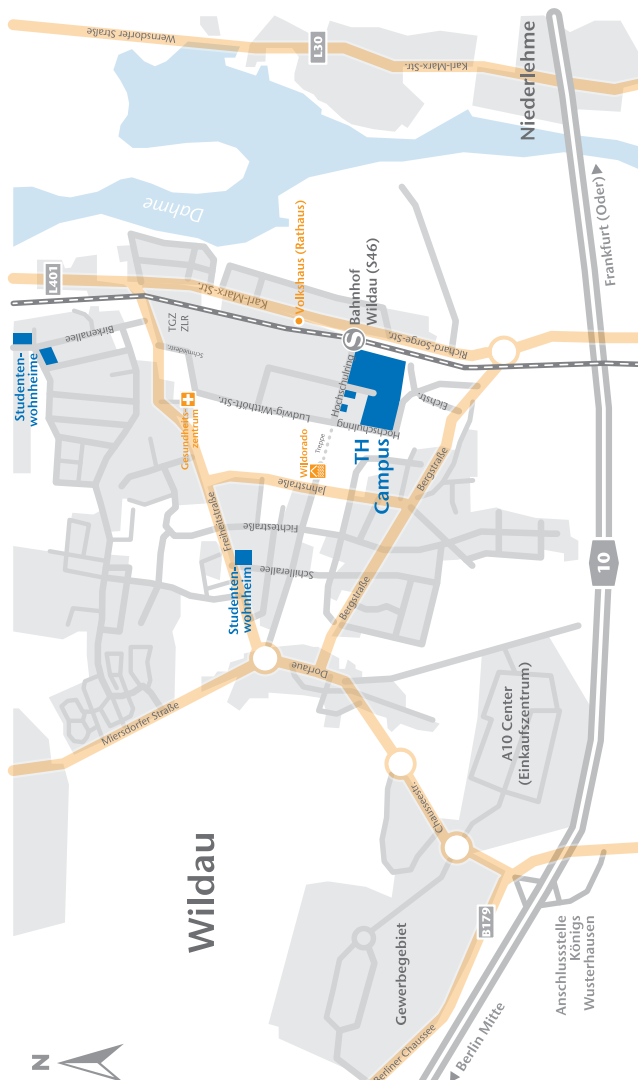 Wernsdorfer Straße
L30
Karl-Marx-Str.
Niederlehme
Frankfurt (Oder)
Dahme
L401
Karl-Marx-Str.
Volkshaus (Rathaus)
Bahnhof
Wildau (S46)
S
Richard-Sorge-Str.
Birkenallee
Studenten-
wohnheime
TGZ
ZLR
Schmiedestr.
Ludwig-Witthoft-Str.
Hochschulring
Hochschulring
Eichstr.
TH
Campus
Gesundheits-
zentrum
Wildorado
Treppe
Jahnstraße
Bergstraße
Freiheitstraße
Fichtestraße
Schillerallee
Studenten-
wohnheim
Bergstraße
10
Dorfaue
Miersdorfer Straße
A10 Center
(Einkaufszentrum)
Chausseestr.
Wildau
B179
Gewerbegebiet
Anschlussstelle
Königs
Wusterhausen
Berliner Chaussee
Berlin Mitte
N